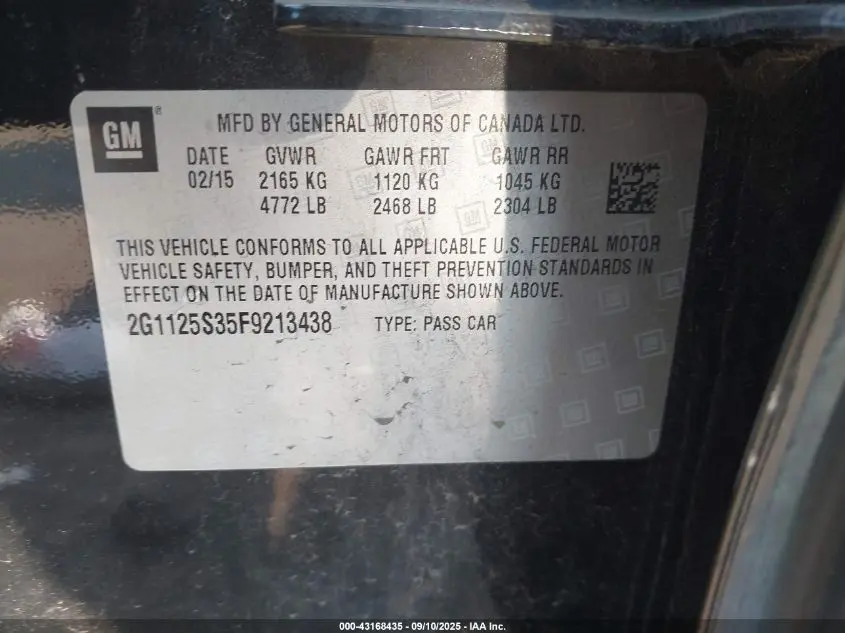 GM ®
MFD BY GENERAL MOTORS OF CANADA LTD.
DATE GVWR GAWR FRT GAWR RR
02/15 2165 KG 1120 KG 1045 KG
4772 LB 2468 LB 2304 LB
THIS VEHICLE CONFORMS TO ALL APPLICABLE U.S. FEDERAL MOTOR
VEHICLE SAFETY, BUMPER, AND THEFT PREVENTION STANDARDS IN
EFFECT ON THE DATE OF MANUFACTURE SHOWN ABOVE.
2G1125S35F9213438 TYPE: PASS CAR
000-43168435 - 09/10/2025 - IAA Inc.